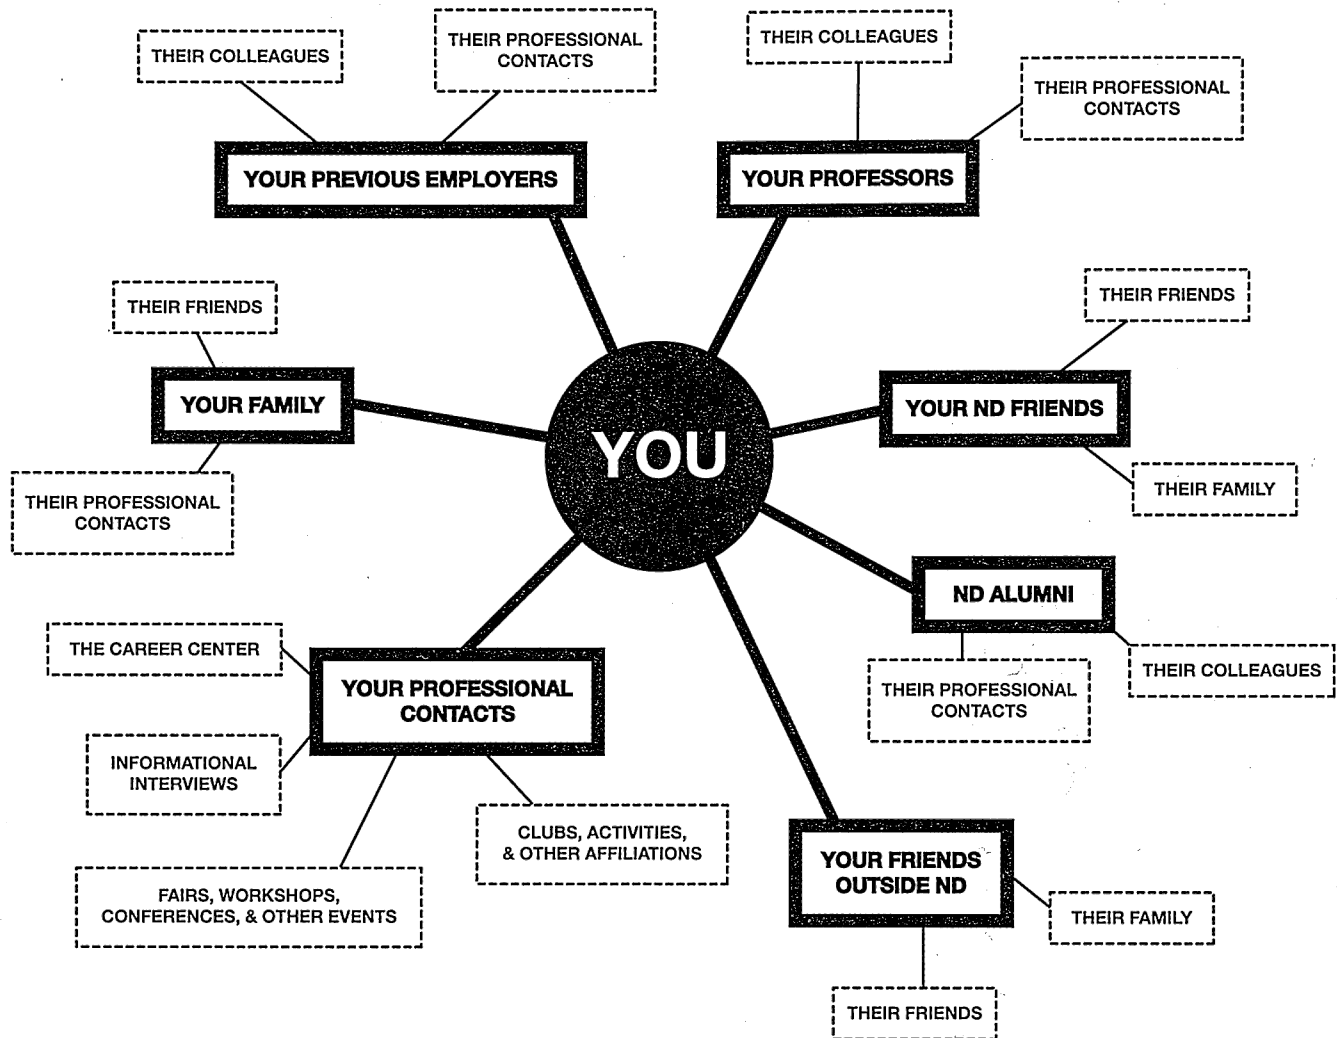 THEIR COLLEAGUES
THEIR PROFESSIONAL
CONTACTS
THEIR COLLEAGUES
THEIR PROFESSIONAL
CONTACTS
YOUR PREVIOUS EMPLOYERS
YOUR PROFESSORS
THEIR FRIENDS
THEIR FRIENDS
YOUR FAMILY
YOUR ND FRIENDS
YOU
THEIR PROFESSIONAL
CONTACTS
THEIR FAMILY
ND ALUMNI
THE CAREER CENTER
YOUR PROFESSIONAL
CONTACTS
THEIR PROFESSIONAL
CONTACTS
THEIR COLLEAGUES
INFORMATIONAL
INTERVIEWS
CLUBS, ACTIVITIES,
& OTHER AFFILIATIONS
YOUR FRIENDS
OUTSIDE ND
FAIRS, WORKSHOPS,
CONFERENCES, & OTHER EVENTS
THEIR FAMILY
THEIR FRIENDS